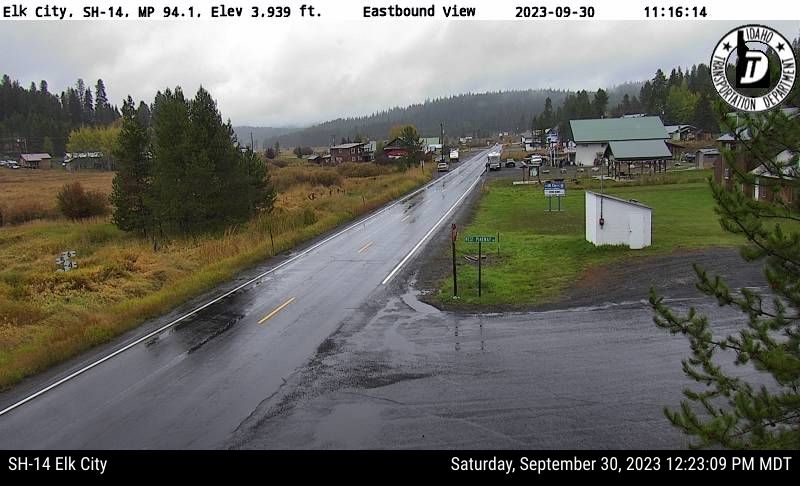 Elk City, SH-14, MP 94.1, Elev 3,939 ft. Eastbound View 2023-09-30 11:16:14
IDAHO
TRANSPORTATION DEPARTMENT
SH-14 Elk City
Saturday, September 30, 2023 12:23:09 PM MDT